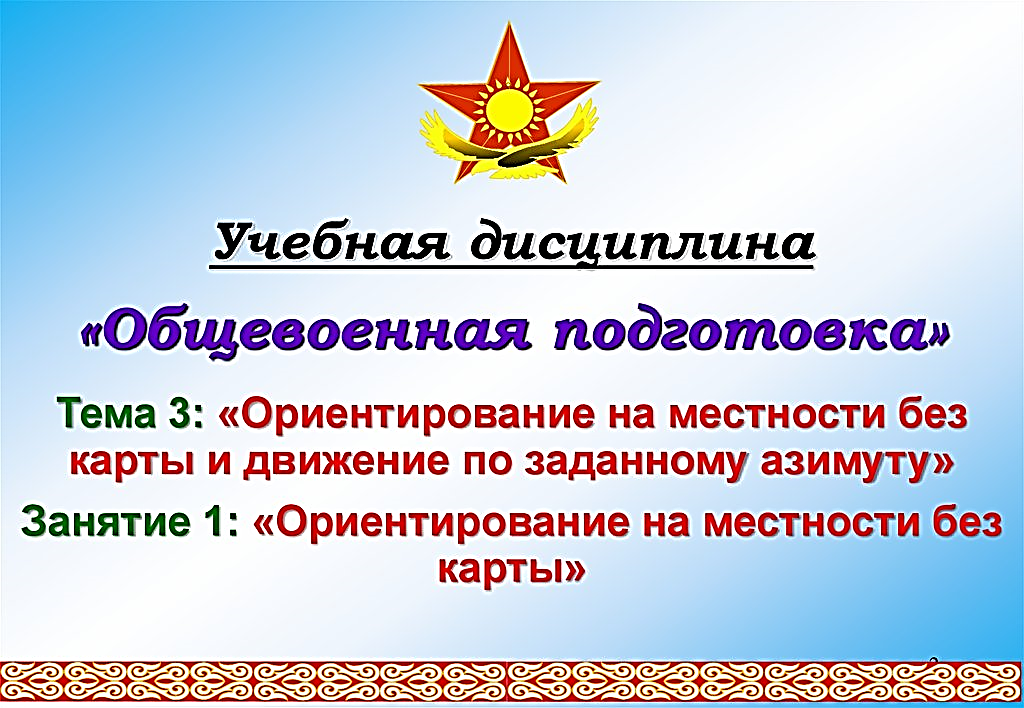 Учебная дисциплина
«Общевоенная подготовка»
Тема 3: «Ориентирование на местности без
карты и движение по заданному азимуту»
Занятие 1: «Ориентирование на местности без
карты»